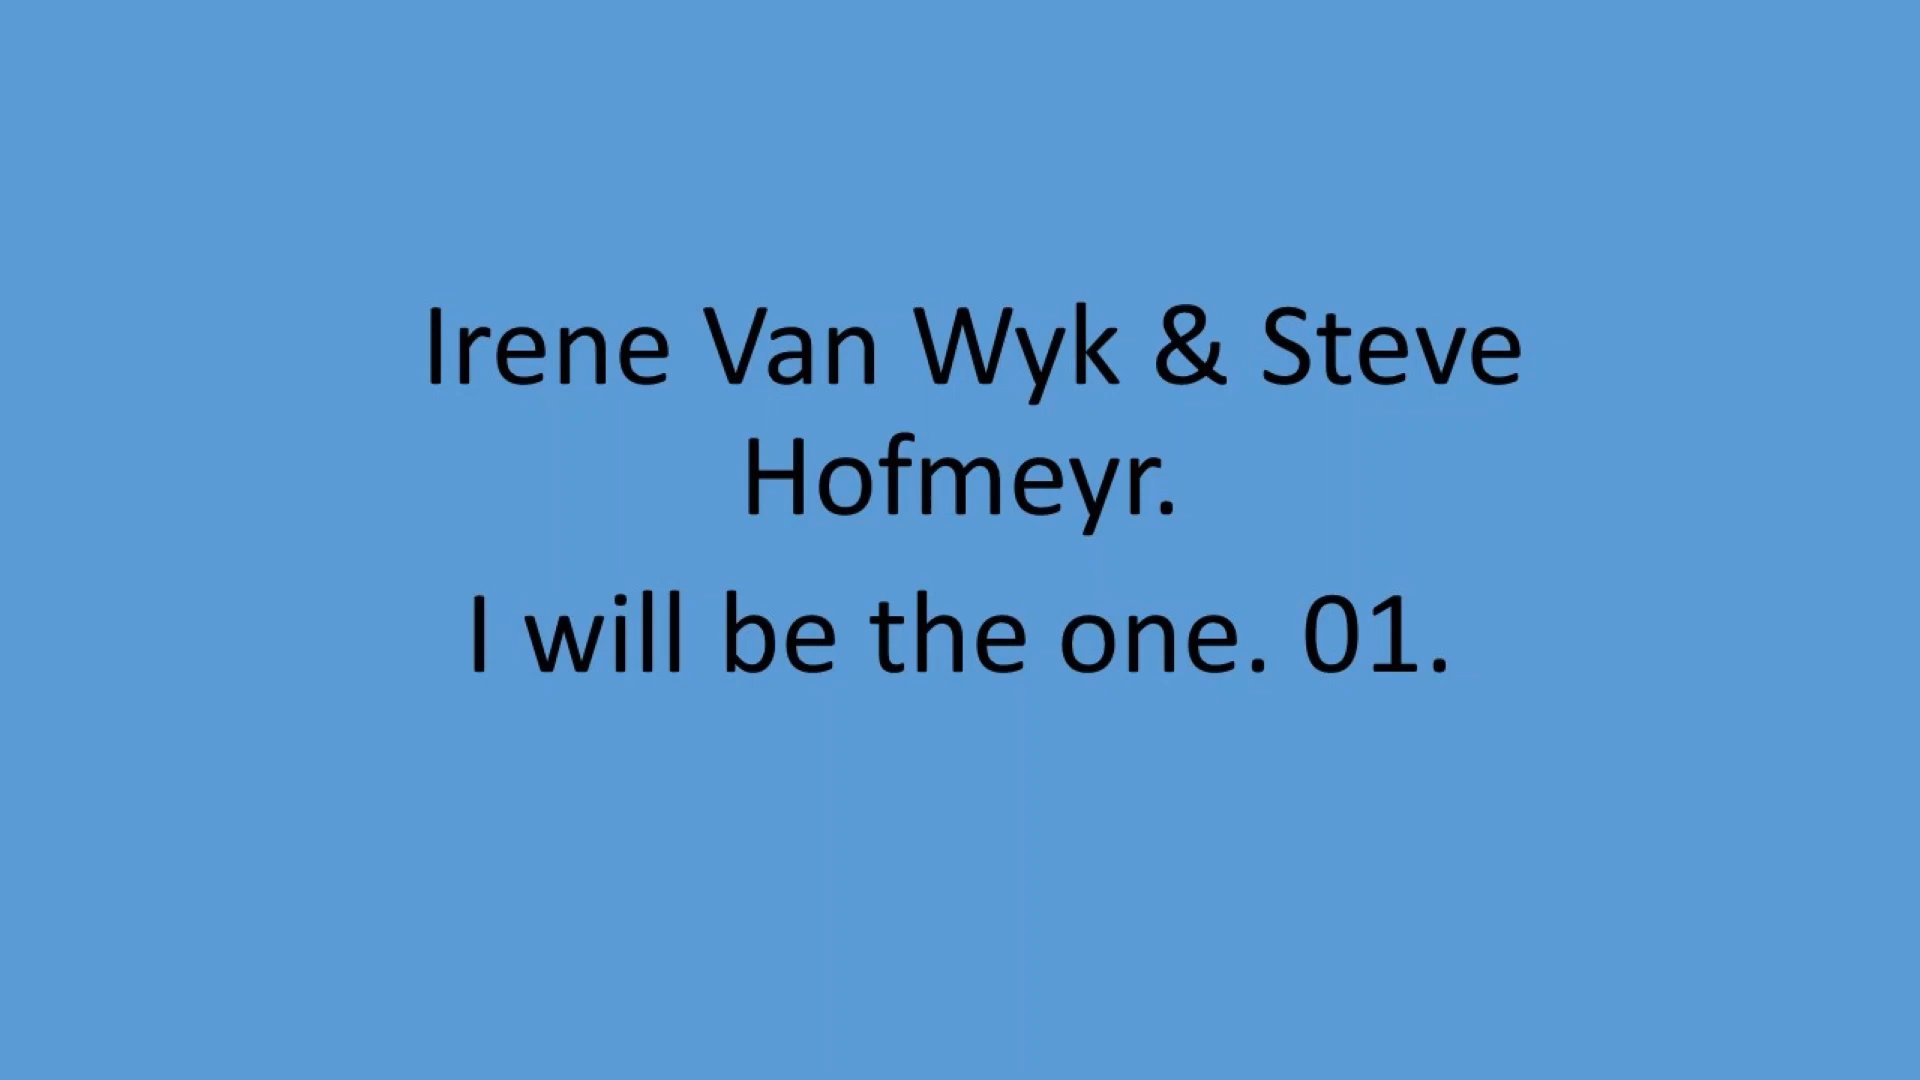 Irene Van Wyk & Steve
Hofmeyr.
I will be the one. 01.